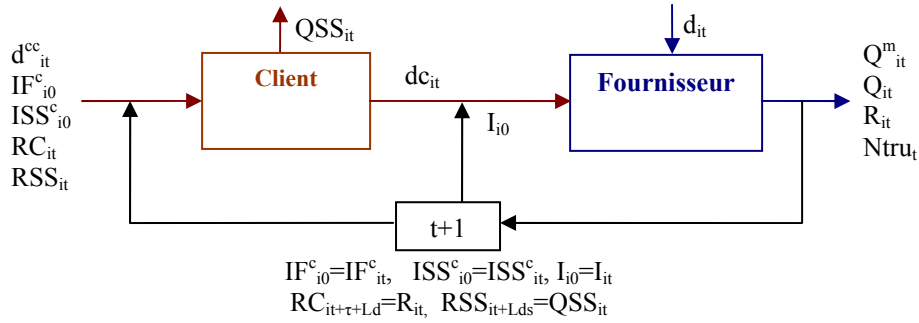 QSS_it
d_it
d^cc_it
IF^c_i0
ISS^c_i0
RC_it
RSS_it
Client
dc_it
I_i0
Fournisseur
Q^m_it
Q_it
R_it
Ntru_t
t+1
IF^c_i0=IF^c_it, ISS^c_i0=ISS^c_it, I_i0=I_it
RC_it+τ+Ld=R_it, RSS_it+Lds=QSS_it